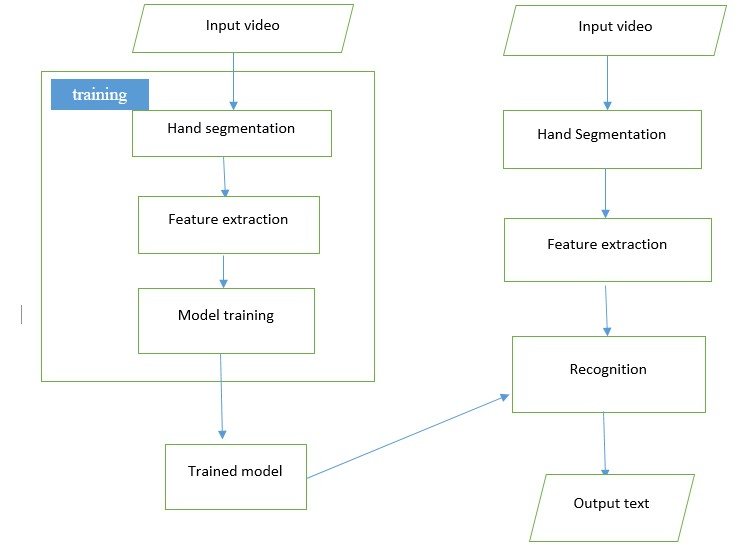 Input video
training
Hand segmentation
Feature extraction
Model training
Trained model
Input video
Hand Segmentation
Feature extraction
Recognition
Output text